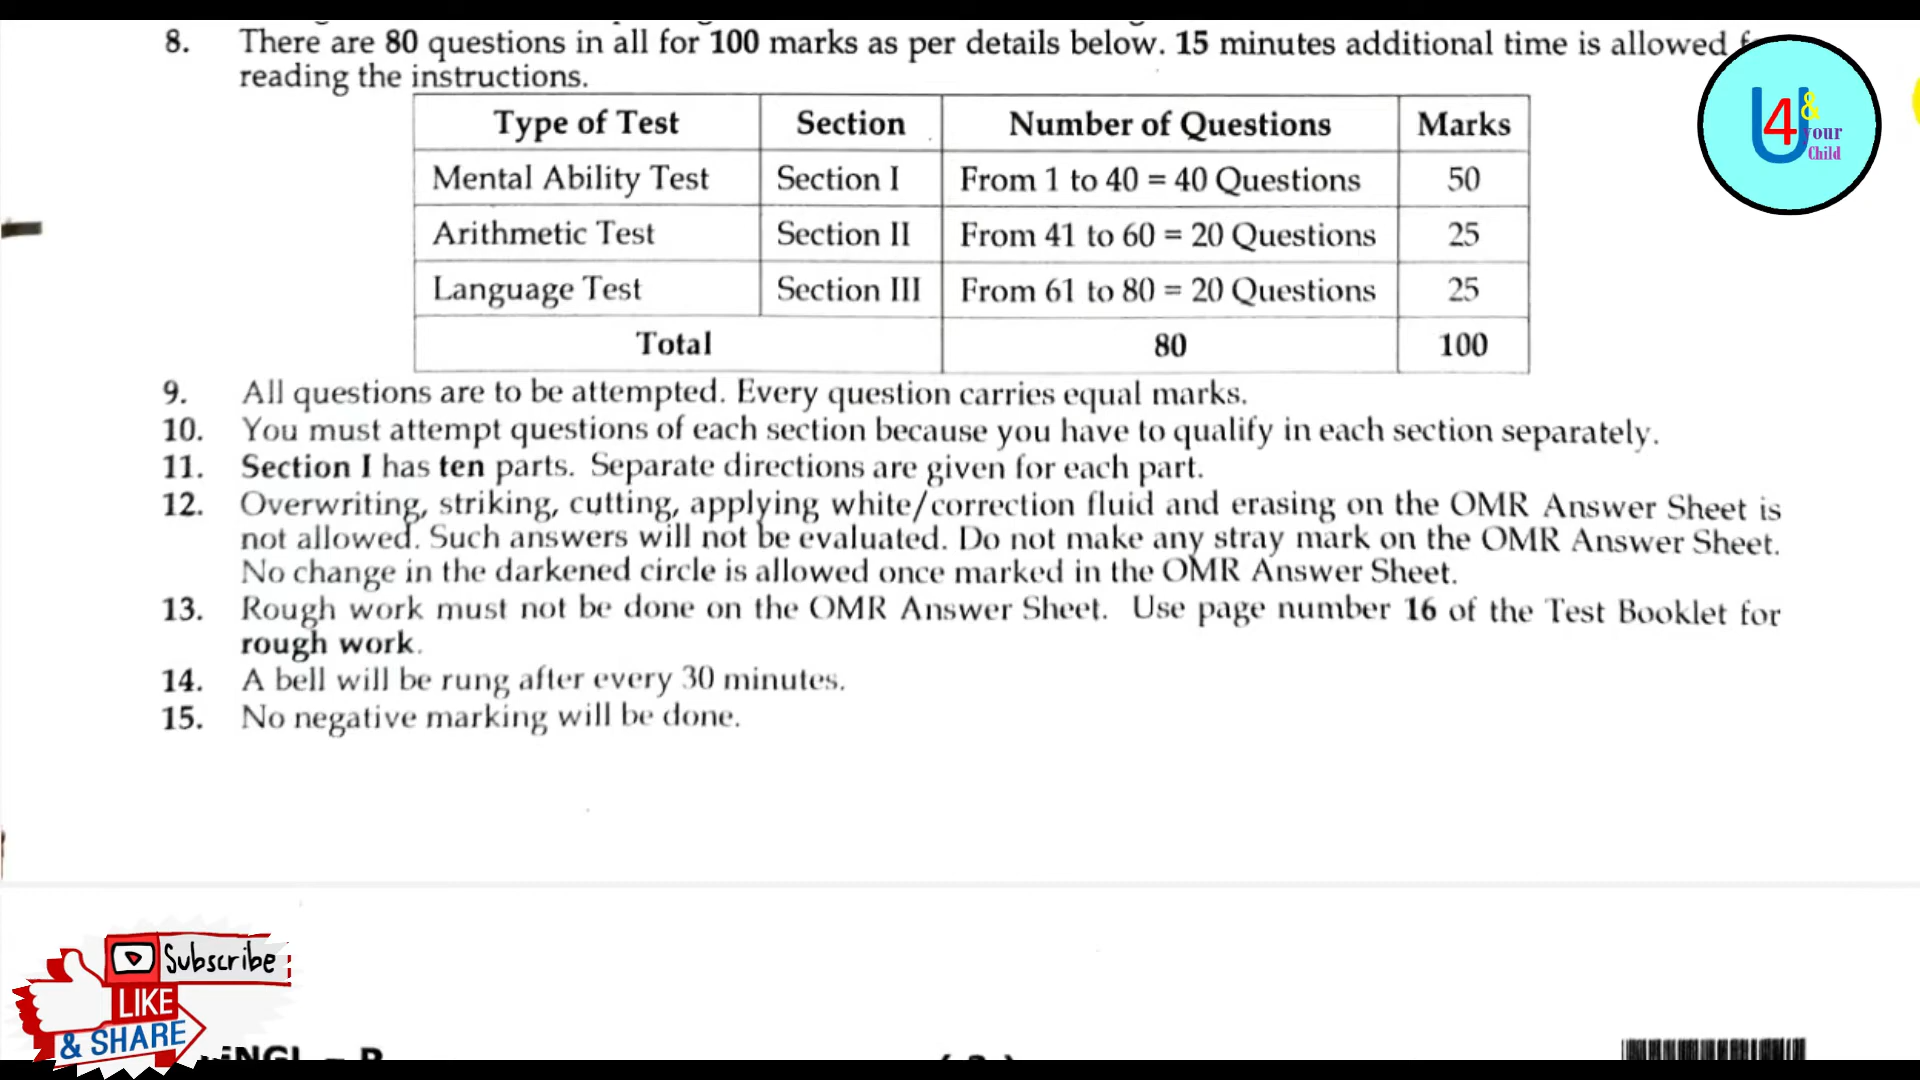 8. There are 80 questions in all for 100 marks as per details below. 15 minutes additional time is allowed
reading the instructions.
Type of Test Section Number of Questions Marks
Mental Ability Test Section I From 1 to 40 = 40 Questions 50
Arithmetic Test Section II From 41 to 60 = 20 Questions 25
Language Test Section III From 61 to 80 = 20 Questions 25
Total 80 100
9. All questions are to be attempted. Every question carries equal marks.
10. You must attempt questions of each section because you have to qualify in each section separately.
11. Section I has ten parts. Separate directions are given for each part.
12. Overwriting, striking, cutting, applying white/correction fluid and erasing on the OMR Answer Sheet is
not allowed. Such answers will not be evaluated. Do not make any stray mark on the OMR Answer Sheet.
No change in the darkened circle is allowed once marked in the OMR Answer Sheet.
13. Rough work must not be done on the OMR Answer Sheet. Use page number 16 of the Test Booklet for
rough work.
14. A bell will be rung after every 30 minutes.
15. No negative marking will be done.
U 4 & your
Child
Subscribe
LIKE
& SHARE